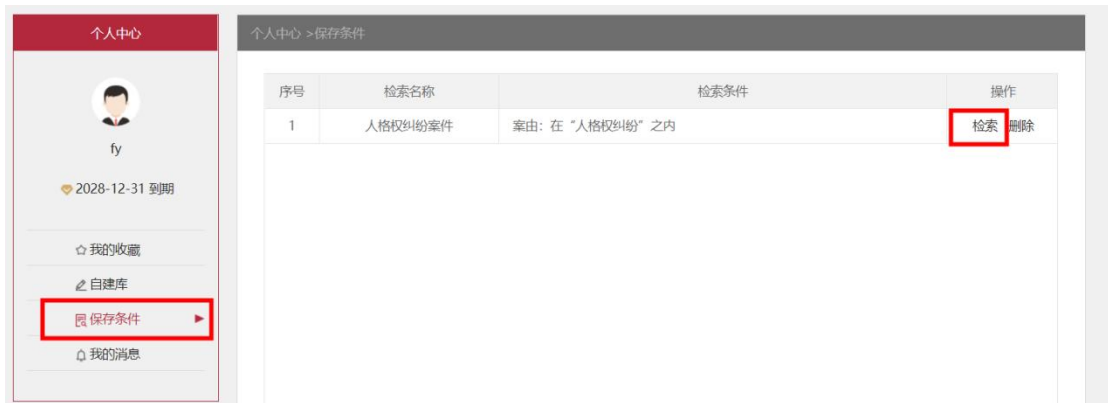 个人中心
fy
2028-12-31 到期
我的收藏
自建库
保存条件
我的消息
个人中心 >保存条件
序号 检索名称 检索条件 操作
1 人格权纠纷案件 案由：在“人格权纠纷”之内 检索 删除